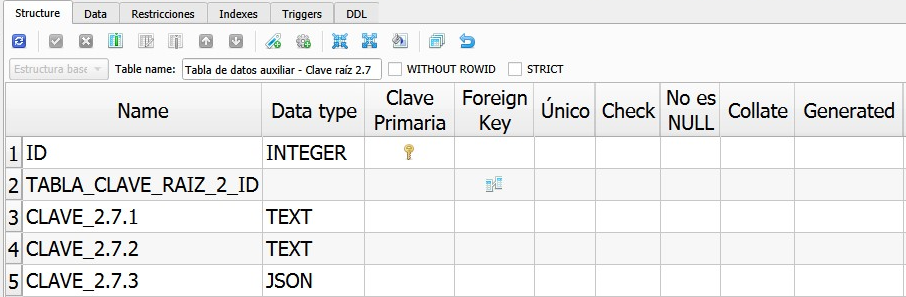 Structure Data Restricciones Indexes Triggers DDL
Estructura base Table name: Tabla de datos auxiliar - Clave raíz 2.7 WITHOUT ROWID STRICT
Name Data type Clave Primaria Foreign Key Único Check No es NULL Collate Generated
1 ID INTEGER
2 TABLA_CLAVE_RAIZ_2_ID
3 CLAVE_2.7.1 TEXT
4 CLAVE_2.7.2 TEXT
5 CLAVE_2.7.3 JSON